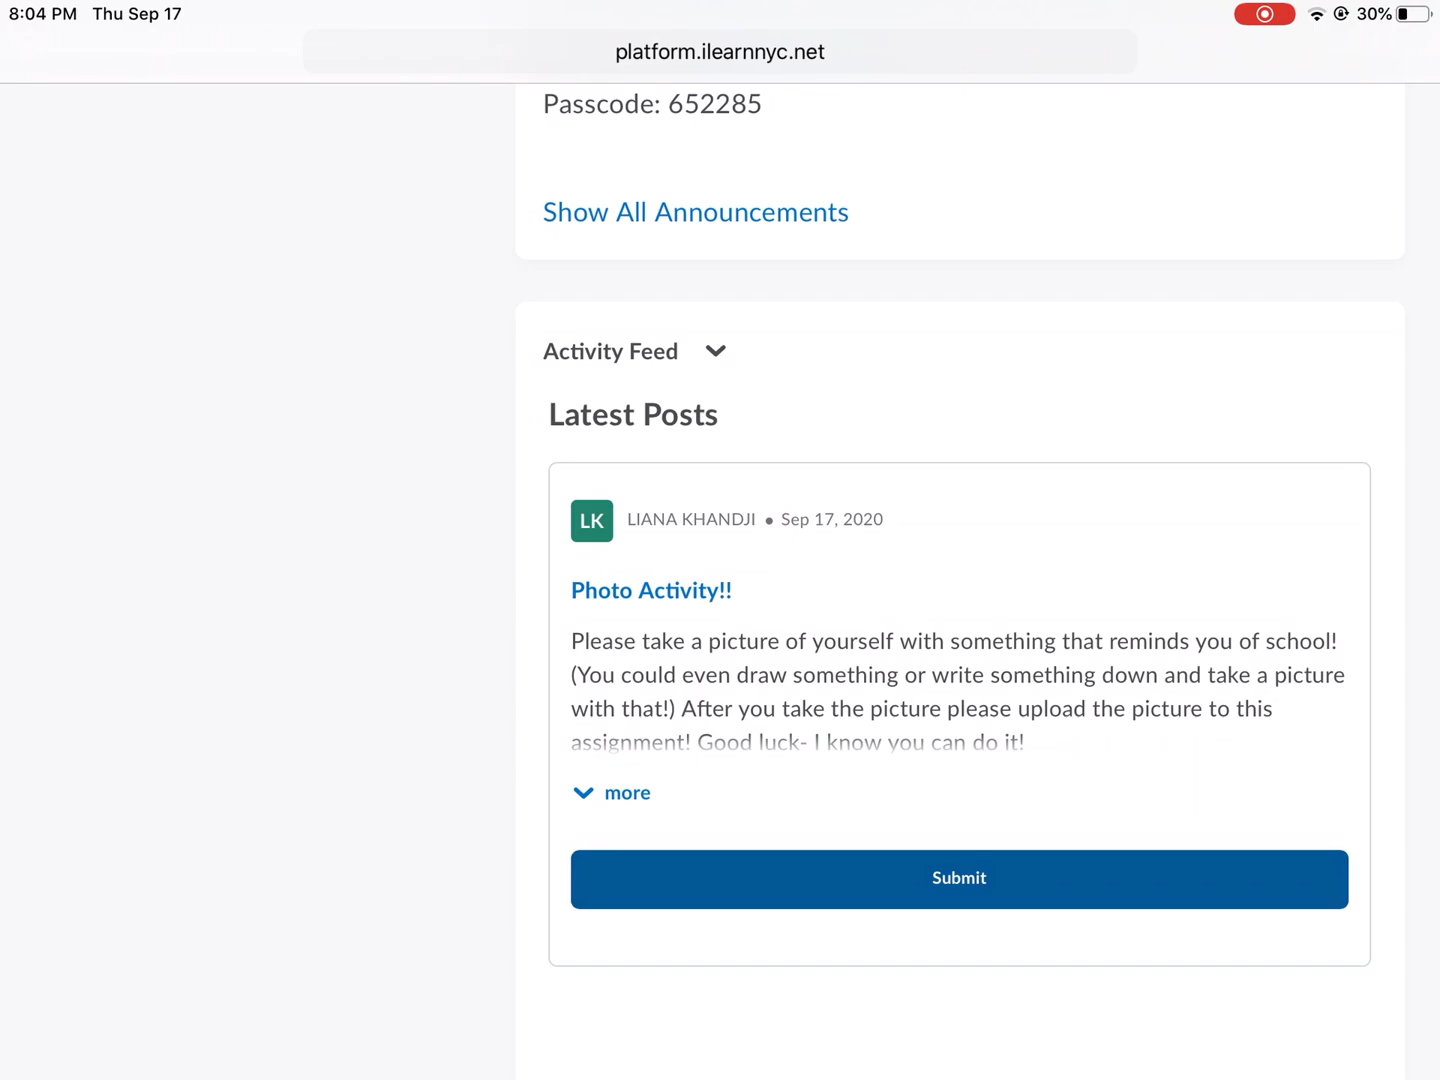 8:04 PM Thu Sep 17
30%
platform.ilearnnyc.net
Passcode: 652285
Show All Announcements
Activity Feed
Latest Posts
LK LIANA KHANDJI • Sep 17, 2020
Photo Activity!!
Please take a picture of yourself with something that reminds you of school!
(You could even draw something or write something down and take a picture
with that!) After you take the picture please upload the picture to this
assignment! Good luck- I know you can do it!
more
Submit